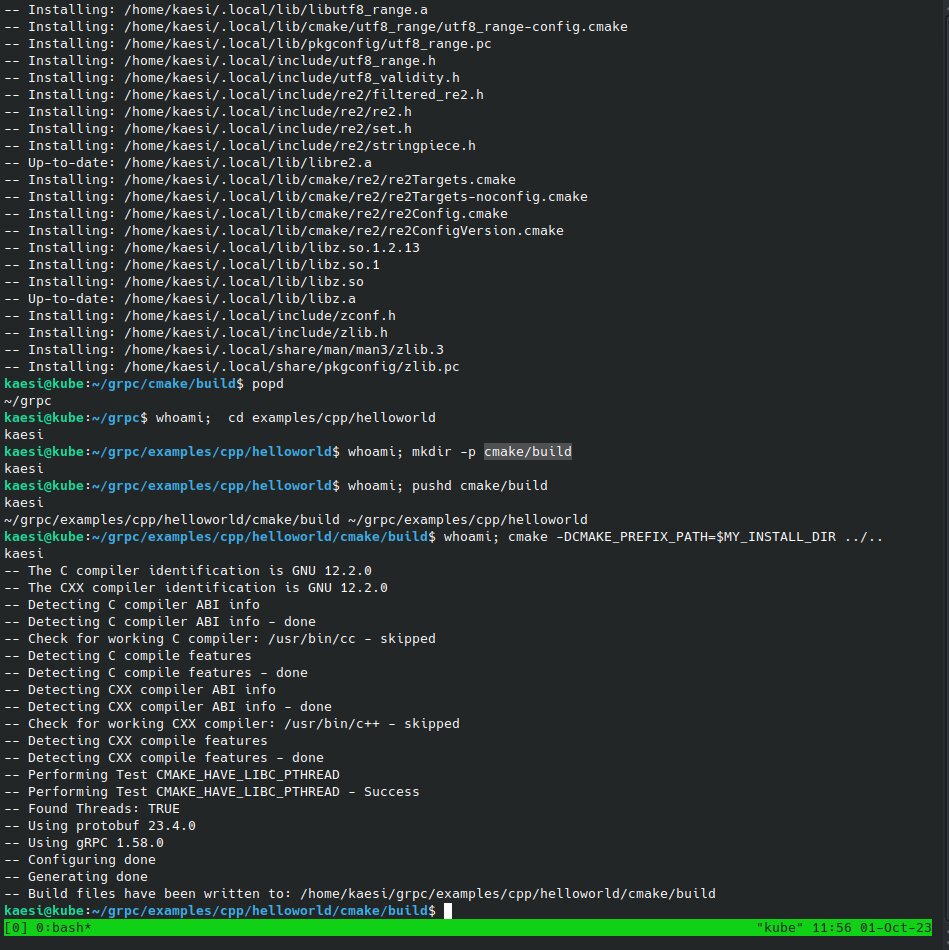 -- Installing: /home/kaesi/.local/lib/libutf8_range.a
-- Installing: /home/kaesi/.local/lib/cmake/utf8_range/utf8_range-config.cmake
-- Installing: /home/kaesi/.local/lib/pkgconfig/utf8_range.pc
-- Installing: /home/kaesi/.local/include/utf8_range.h
-- Installing: /home/kaesi/.local/include/utf8_validity.h
-- Installing: /home/kaesi/.local/include/re2/filtered_re2.h
-- Installing: /home/kaesi/.local/include/re2/re2.h
-- Installing: /home/kaesi/.local/include/re2/set.h
-- Installing: /home/kaesi/.local/include/re2/stringpiece.h
-- Up-to-date: /home/kaesi/.local/lib/libre2.a
-- Installing: /home/kaesi/.local/lib/cmake/re2/re2Targets.cmake
-- Installing: /home/kaesi/.local/lib/cmake/re2/re2Targets-noconfig.cmake
-- Installing: /home/kaesi/.local/lib/cmake/re2/re2Config.cmake
-- Installing: /home/kaesi/.local/lib/cmake/re2/re2ConfigVersion.cmake
-- Installing: /home/kaesi/.local/lib/libz.so.1.2.13
-- Installing: /home/kaesi/.local/lib/libz.so.1
-- Installing: /home/kaesi/.local/lib/libz.so
-- Up-to-date: /home/kaesi/.local/lib/libz.a
-- Installing: /home/kaesi/.local/include/zconf.h
-- Installing: /home/kaesi/.local/include/zlib.h
-- Installing: /home/kaesi/.local/share/man/man3/zlib.3
-- Installing: /home/kaesi/.local/share/pkgconfig/zlib.pc
kaesi@kube:~/grpc/cmake/build$ popd
~/grpc
kaesi@kube:~/grpc$ whoami;  cd examples/cpp/helloworld
kaesi
kaesi@kube:~/grpc/examples/cpp/helloworld$ whoami; mkdir -p cmake/build
kaesi
kaesi@kube:~/grpc/examples/cpp/helloworld$ whoami; pushd cmake/build
kaesi
~/grpc/examples/cpp/helloworld/cmake/build ~/grpc/examples/cpp/helloworld
kaesi@kube:~/grpc/examples/cpp/helloworld/cmake/build$ whoami; cmake -DCMAKE_PREFIX_PATH=$MY_INSTALL_DIR ../..
kaesi
-- The C compiler identification is GNU 12.2.0
-- The CXX compiler identification is GNU 12.2.0
-- Detecting C compiler ABI info
-- Detecting C compiler ABI info - done
-- Check for working C compiler: /usr/bin/cc - skipped
-- Detecting C compile features
-- Detecting C compile features - done
-- Detecting CXX compiler ABI info
-- Detecting CXX compiler ABI info - done
-- Check for working CXX compiler: /usr/bin/c++ - skipped
-- Detecting CXX compile features
-- Detecting CXX compile features - done
-- Performing Test CMAKE_HAVE_LIBC_PTHREAD
-- Performing Test CMAKE_HAVE_LIBC_PTHREAD - Success
-- Found Threads: TRUE
-- Using protobuf 23.4.0
-- Using gRPC 1.58.0
-- Configuring done
-- Generating done
-- Build files have been written to: /home/kaesi/grpc/examples/cpp/helloworld/cmake/build
kaesi@kube:~/grpc/examples/cpp/helloworld/cmake/build$
[0] 0:bash* "kube" 11:56 01-Oct-23